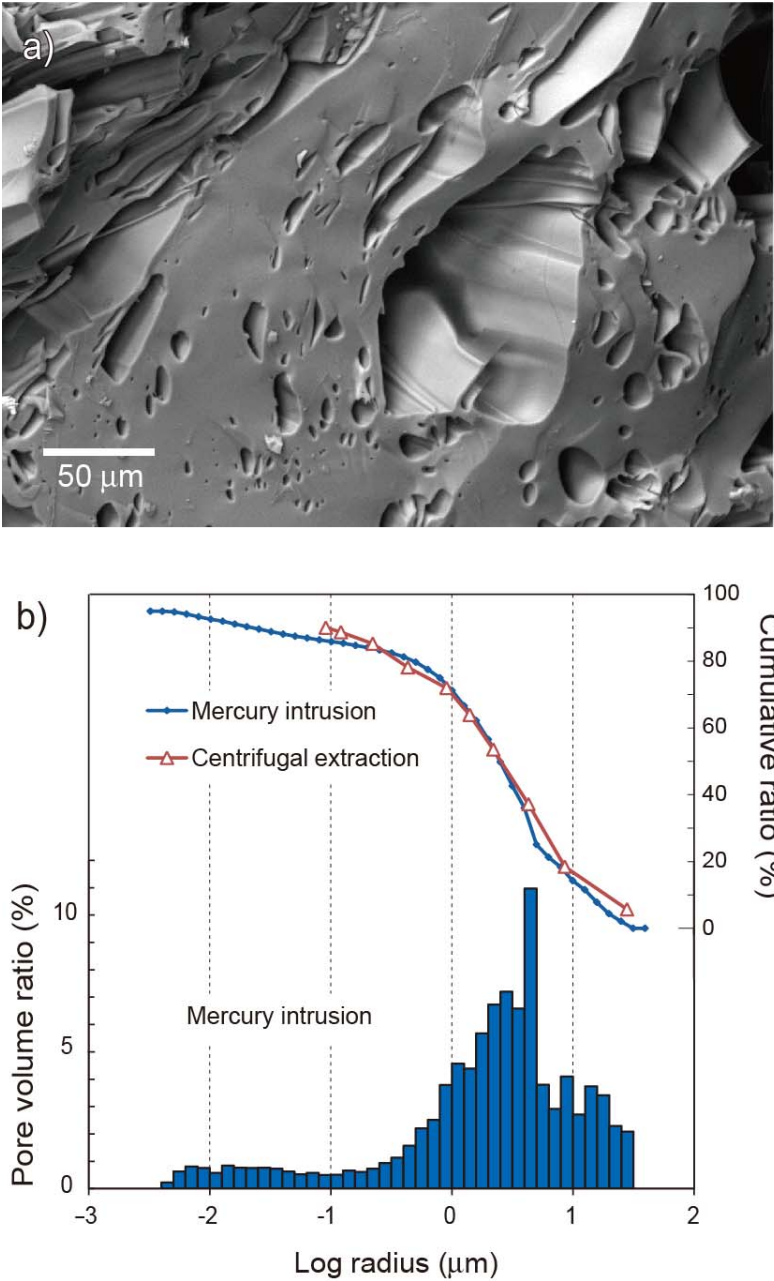 a)
50 μm
b)
100
80
60
40
20
0
Cumulative ratio (%)
Mercury intrusion
Centrifugal extraction
10
5
0
Pore volume ratio (%)
Mercury intrusion
–3
-2
-1
0
1
2
Log radius (μm)